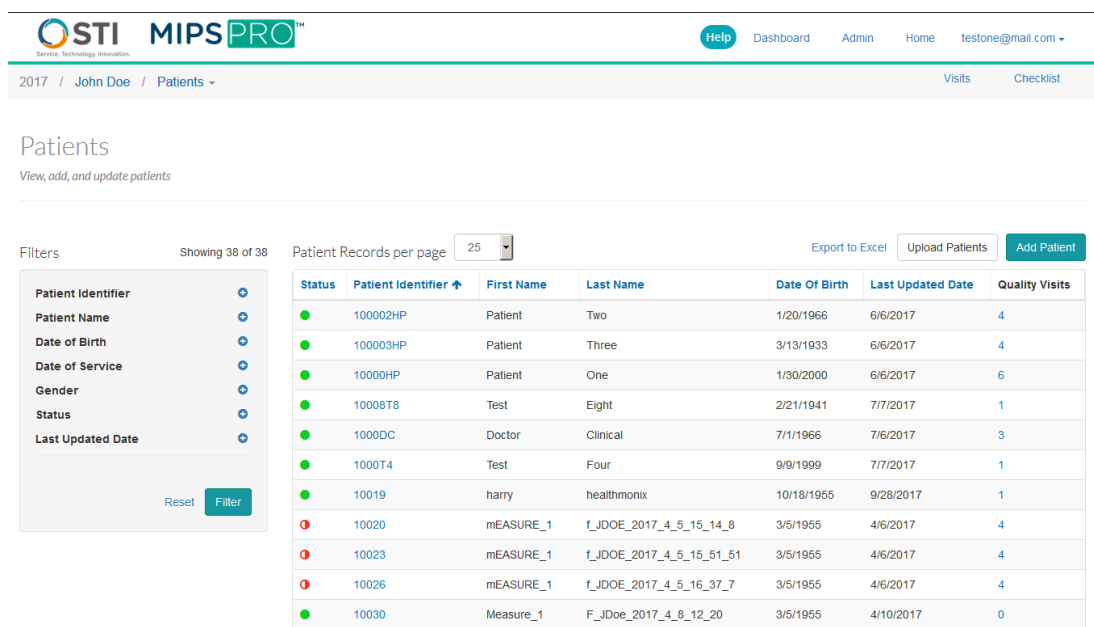 STI MIPS PRO™ Help Dashboard Admin Home testone@mail.com
Service. Technology. Innovation.
2017 / John Doe / Patients Visits Checklist
Patients
View, add, and update patients
Filters Showing 38 of 38 Patient Records per page 25 Export to Excel Upload Patients Add Patient
Patient Identifier
Patient Name
Date of Birth
Date of Service
Gender
Status
Last Updated Date
Reset Filter
Status Patient Identifier First Name Last Name Date Of Birth Last Updated Date Quality Visits
100002HP Patient Two 1/20/1966 6/6/2017 4
100003HP Patient Three 3/13/1933 6/6/2017 4
10000HP Patient One 1/30/2000 6/6/2017 6
10008T8 Test Eight 2/21/1941 7/7/2017 1
1000DC Doctor Clinical 7/1/1966 7/6/2017 3
1000T4 Test Four 9/9/1999 7/7/2017 1
10019 harry healthmonix 10/18/1955 9/28/2017 1
10020 mEASURE_1 f_JDOE_2017_4_5_15_14_8 3/5/1955 4/6/2017 4
10023 mEASURE_1 f_JDOE_2017_4_5_15_51_51 3/5/1955 4/6/2017 4
10026 mEASURE_1 f_JDOE_2017_4_5_16_37_7 3/5/1955 4/6/2017 4
10030 Measure_1 F_JDoe_2017_4_8_12_20 3/5/1955 4/10/2017 0